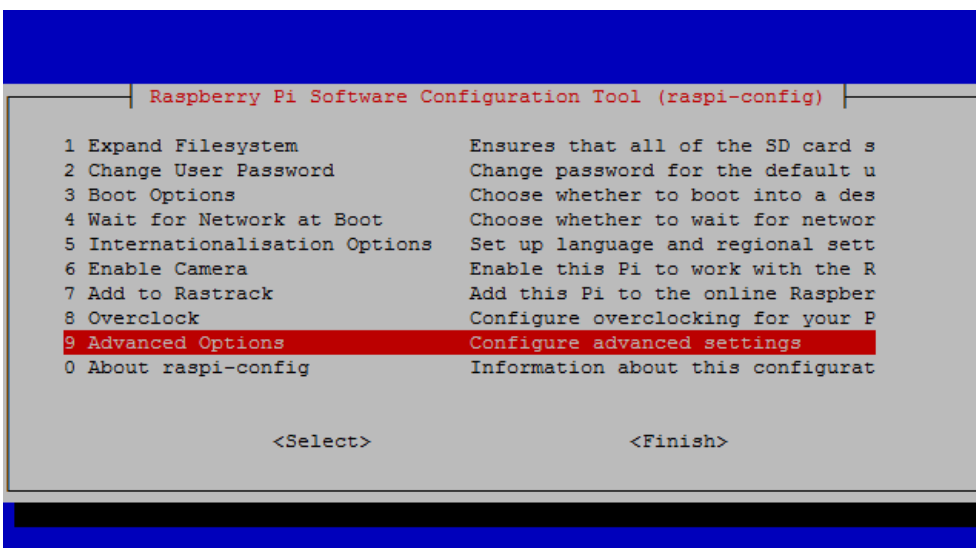 Raspberry Pi Software Configuration Tool (raspi-config)
1 Expand Filesystem Ensures that all of the SD card s
2 Change User Password Change password for the default u
3 Boot Options Choose whether to boot into a des
4 Wait for Network at Boot Choose whether to wait for networ
5 Internationalisation Options Set up language and regional sett
6 Enable Camera Enable this Pi to work with the R
7 Add to Rastrack Add this Pi to the online Raspber
8 Overclock Configure overclocking for your P
9 Advanced Options Configure advanced settings
0 About raspi-config Information about this configurat
<Select> <Finish>